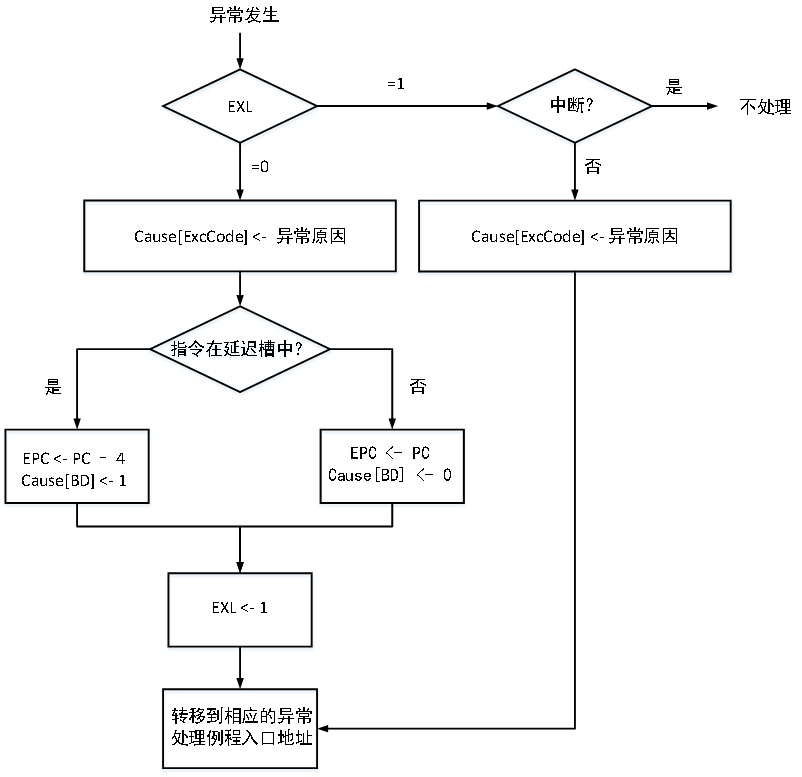 异常发生
EXL
=1
中断？
是
不处理
=0
否
Cause[ExcCode] <- 异常原因
Cause[ExcCode] <- 异常原因
指令在延迟槽中？
是
否
EPC <- PC - 4
Cause[BD] <- 1
EPC <- PC
Cause[BD] <- 0
EXL <- 1
转移到相应的异常
处理例程入口地址